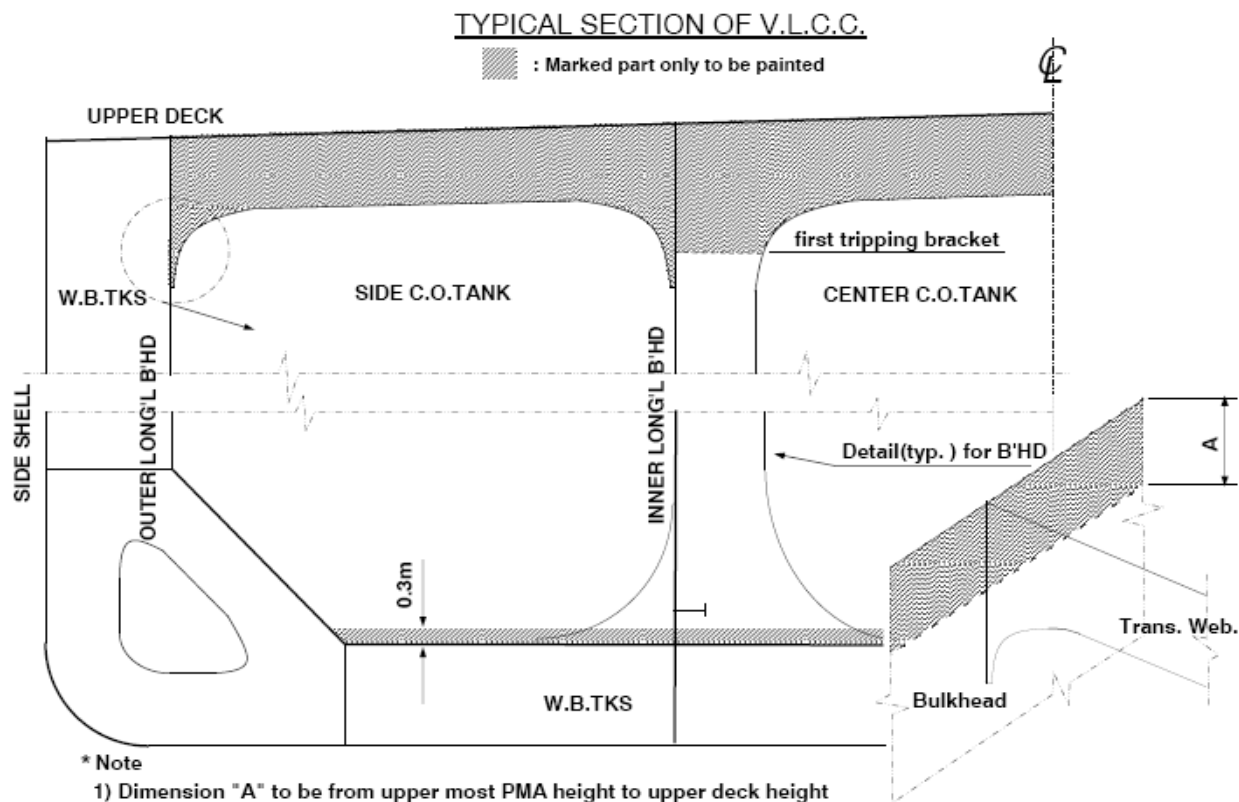 TYPICAL SECTION OF V.L.C.C.
: Marked part only to be painted
℄
UPPER DECK
first tripping bracket
W.B.TKS
SIDE C.O.TANK
CENTER C.O.TANK
SIDE SHELL
OUTER LONG'L B'HD
INNER LONG'L B'HD
Detail(typ. ) for B'HD
A
0.3m
Trans. Web.
W.B.TKS
Bulkhead
* Note
1) Dimension "A" to be from upper most PMA height to upper deck height